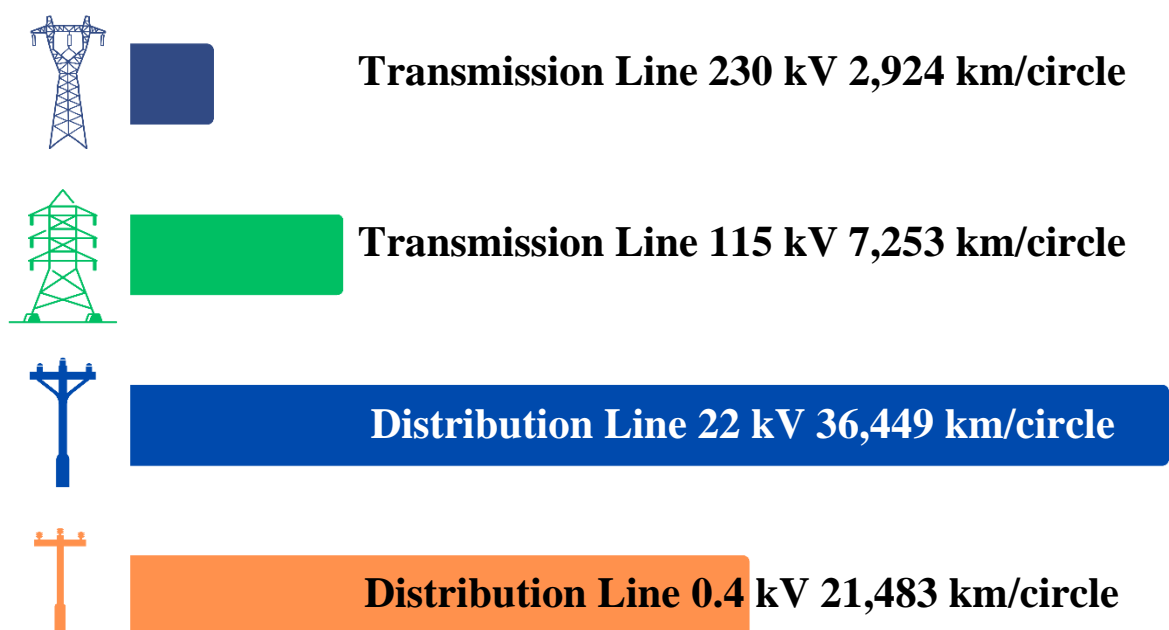 Transmission Line 230 kV 2,924 km/circle
Transmission Line 115 kV 7,253 km/circle
Distribution Line 22 kV 36,449 km/circle
Distribution Line 0.4 kV 21,483 km/circle